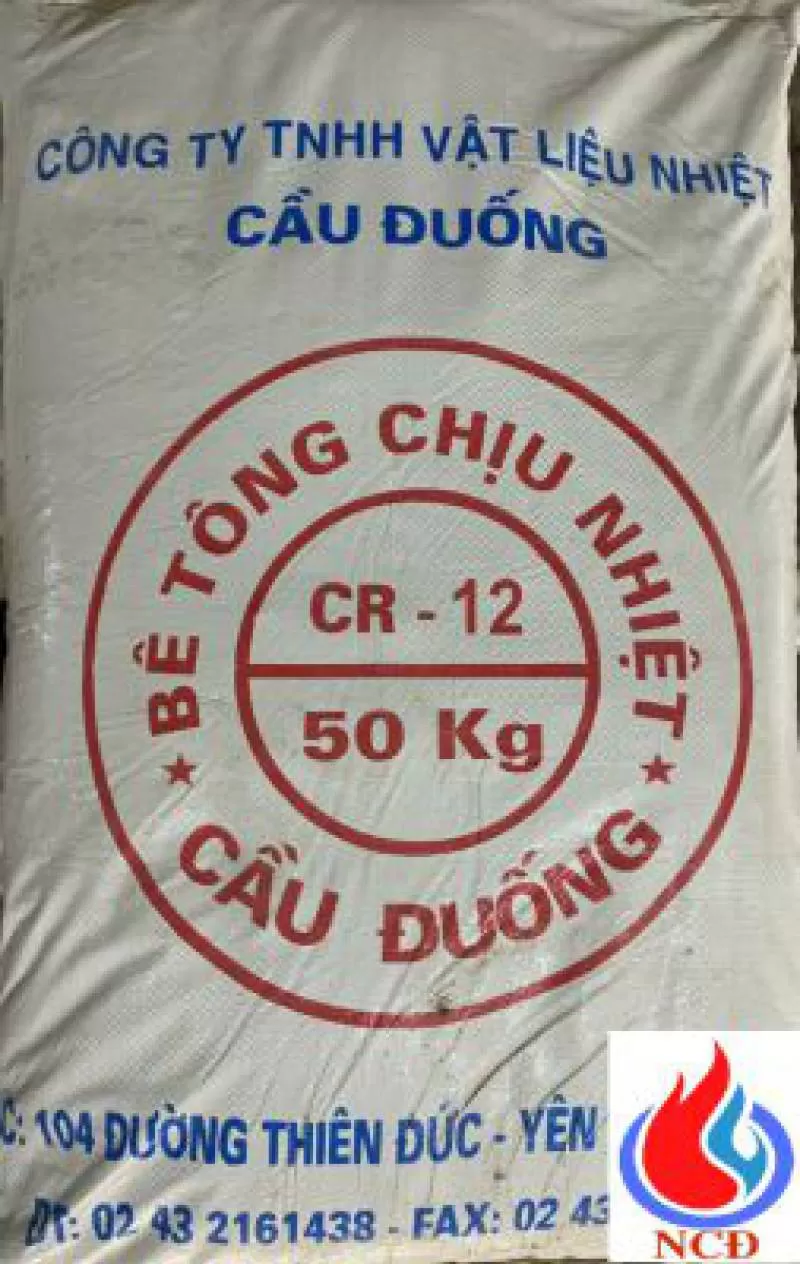 CÔNG TY TNHH VẬT LIỆU NHIỆT
CẦU ĐUỐNG
BÊ TÔNG CHỊU NHIỆT
CR - 12
50 Kg
★ CẦU ĐUỐNG ★
C: 104 ĐƯỜNG THIÊN ĐỨC - YÊN
ĐT: 02 43 2161438 - FAX: 02 43
NCĐ